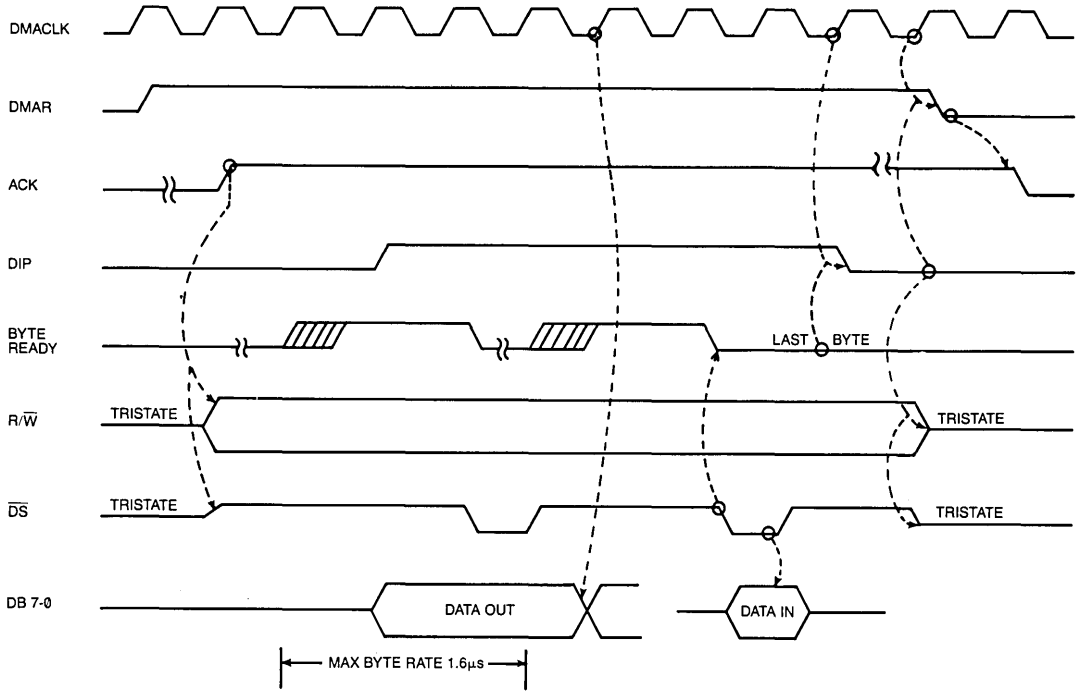 DMACLK
DMAR
ACK
DIP
BYTE
READY
LAST BYTE
R/W̅
TRISTATE
TRISTATE
D̅S̅
TRISTATE
TRISTATE
DB 7-0
DATA OUT
DATA IN
MAX BYTE RATE 1.6µs